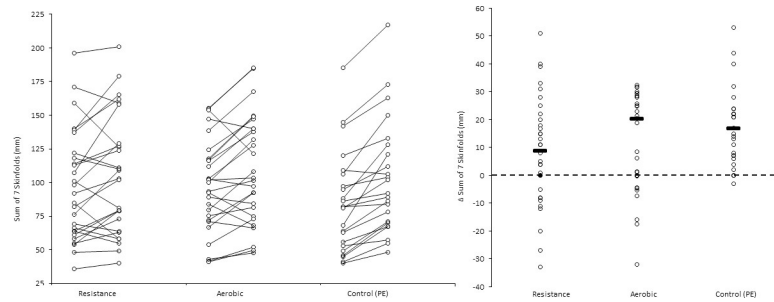 225
200
175
150
125
100
75
50
25
Sum of 7 Skinfolds (mm)
Resistance
Aerobic
Control (PE)
60
50
40
30
20
10
0
-10
-20
-30
-40
Δ Sum of 7 Skinfolds (mm)
Resistance
Aerobic
Control (PE)